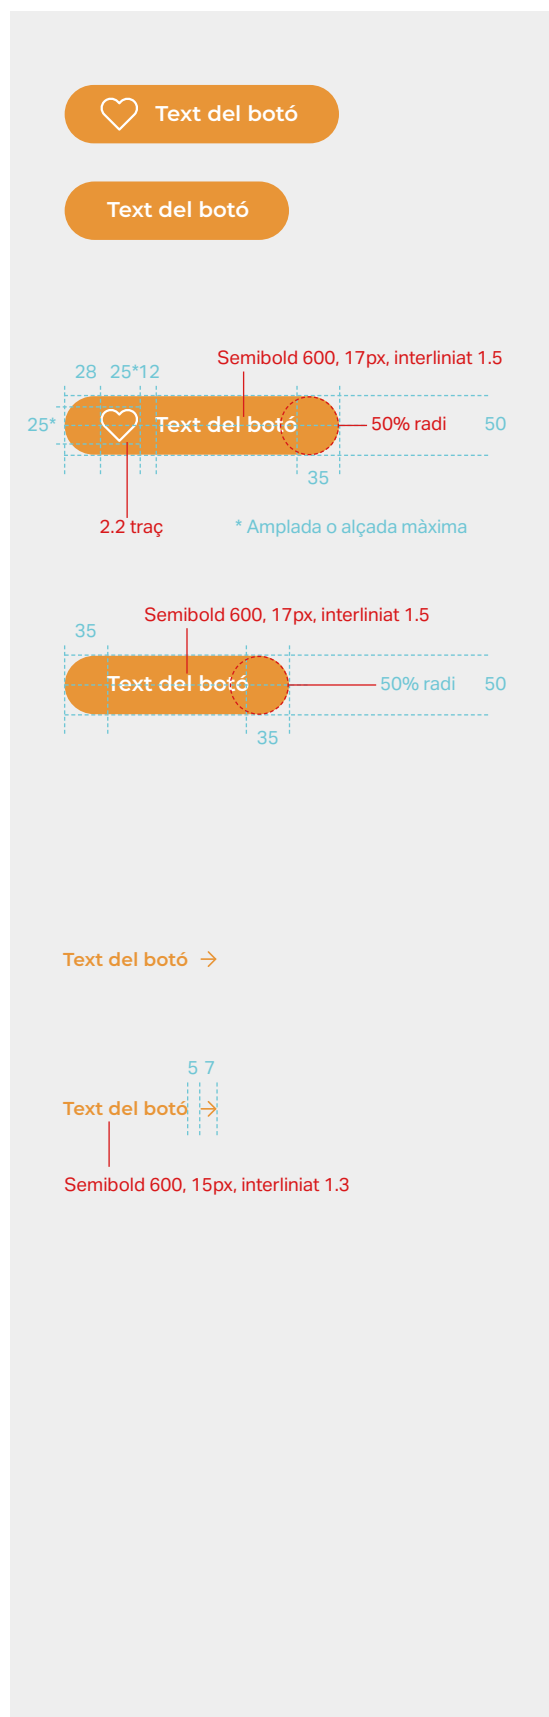 Text del botó
Text del botó
Semibold 600, 17px, interliniat 1.5
28 25*12
25*
Text del botó
50% radi
50
35
2.2 traç
* Amplada o alçada màxima
Semibold 600, 17px, interliniat 1.5
35
Text del botó
50% radi
50
35
Text del botó
5 7
Text del botó
Semibold 600, 15px, interliniat 1.3